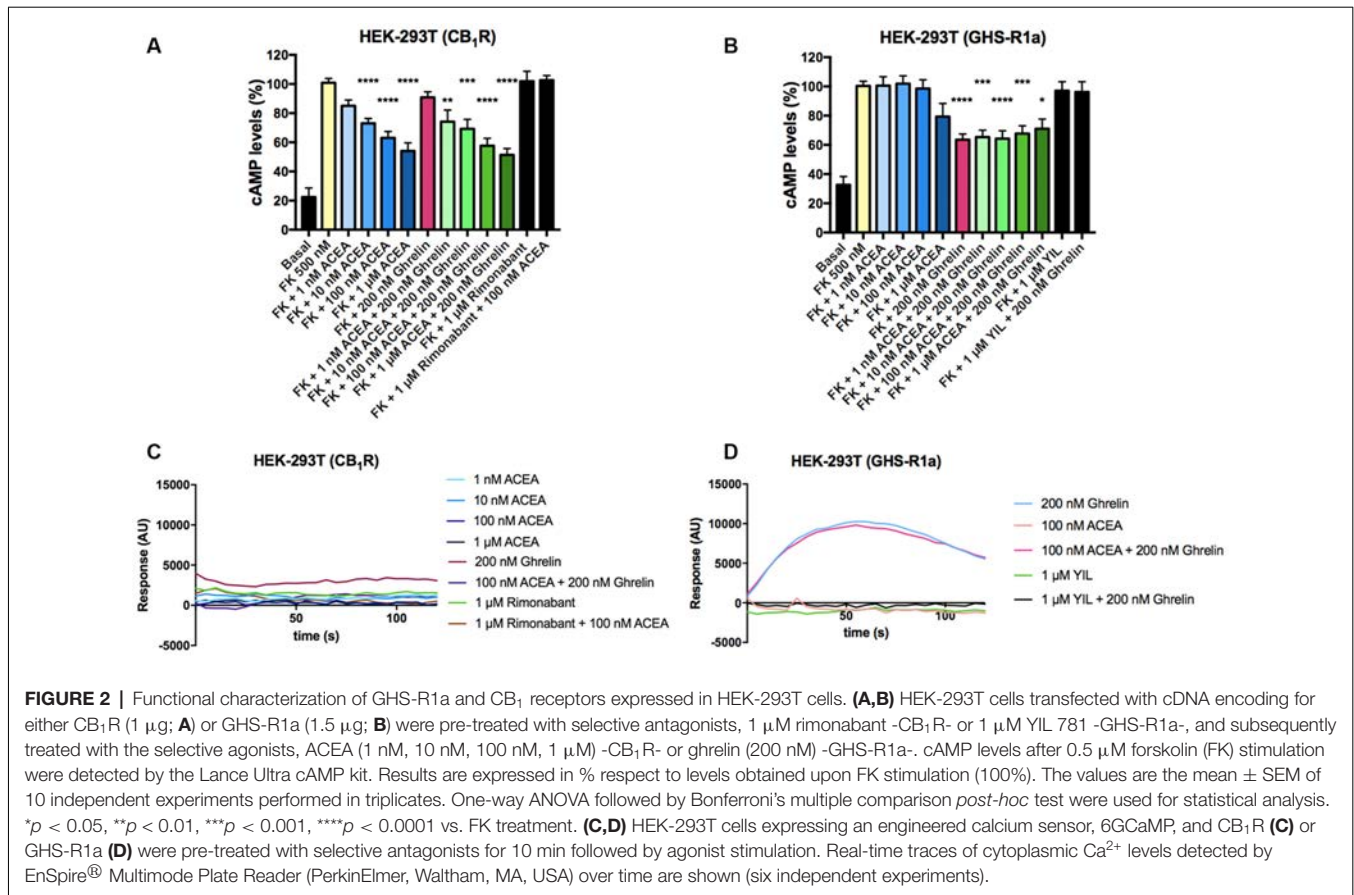 A
HEK-293T (CB1R)
cAMP levels (%)
120
100
80
60
40
20
0
**** **** *** ****
**** ** ****
Basal
FK 500 nM
FK + 1 nM ACEA
FK + 10 nM ACEA
FK + 100 nM ACEA
FK + 1 µM ACEA
FK + 200 nM Ghrelin
FK + 1 nM ACEA + 200 nM Ghrelin
FK + 10 nM ACEA + 200 nM Ghrelin
FK + 100 nM ACEA + 200 nM Ghrelin
FK + 1 µM ACEA + 200 nM Ghrelin
FK + 1 µM Rimonabant
FK + 1 µM Rimonabant + 100 nM ACEA
B
HEK-293T (GHS-R1a)
cAMP levels (%)
120
100
80
60
40
20
0
*** ***
**** **** *
Basal
FK 500 nM
FK + 1 nM ACEA
FK + 10 nM ACEA
FK + 100 nM ACEA
FK + 1 µM ACEA
FK + 200 nM Ghrelin
FK + 1 nM ACEA + 200 nM Ghrelin
FK + 10 nM ACEA + 200 nM Ghrelin
FK + 100 nM ACEA + 200 nM Ghrelin
FK + 1 µM ACEA + 200 nM Ghrelin
FK + 1 µM YIL
FK + 1 µM YIL + 200 nM Ghrelin
C
HEK-293T (CB1R)
Response (AU)
15000
10000
5000
0
-5000
50
100
time (s)
1 nM ACEA
10 nM ACEA
100 nM ACEA
1 µM ACEA
200 nM Ghrelin
100 nM ACEA + 200 nM Ghrelin
1 µM Rimonabant
1 µM Rimonabant + 100 nM ACEA
D
HEK-293T (GHS-R1a)
Response (AU)
15000
10000
5000
0
-5000
50
100
time (s)
200 nM Ghrelin
100 nM ACEA
100 nM ACEA + 200 nM Ghrelin
1 µM YIL
1 µM YIL + 200 nM Ghrelin
FIGURE 2 | Functional characterization of GHS-R1a and CB1 receptors expressed in HEK-293T cells. (A,B) HEK-293T cells transfected with cDNA encoding for
either CB1R (1 µg; A) or GHS-R1a (1.5 µg; B) were pre-treated with selective antagonists, 1 µM rimonabant -CB1R- or 1 µM YIL 781 -GHS-R1a-, and subsequently
treated with the selective agonists, ACEA (1 nM, 10 nM, 100 nM, 1 µM) -CB1R- or ghrelin (200 nM) -GHS-R1a-. cAMP levels after 0.5 µM forskolin (FK) stimulation
were detected by the Lance Ultra cAMP kit. Results are expressed in % respect to levels obtained upon FK stimulation (100%). The values are the mean ± SEM of
10 independent experiments performed in triplicates. One-way ANOVA followed by Bonferroni's multiple comparison post-hoc test were used for statistical analysis.
*p < 0.05, **p < 0.01, ***p < 0.001, ****p < 0.0001 vs. FK treatment. (C,D) HEK-293T cells expressing an engineered calcium sensor, 6GCaMP, and CB1R (C) or
GHS-R1a (D) were pre-treated with selective antagonists for 10 min followed by agonist stimulation. Real-time traces of cytoplasmic Ca2+ levels detected by
EnSpire® Multimode Plate Reader (PerkinElmer, Waltham, MA, USA) over time are shown (six independent experiments).